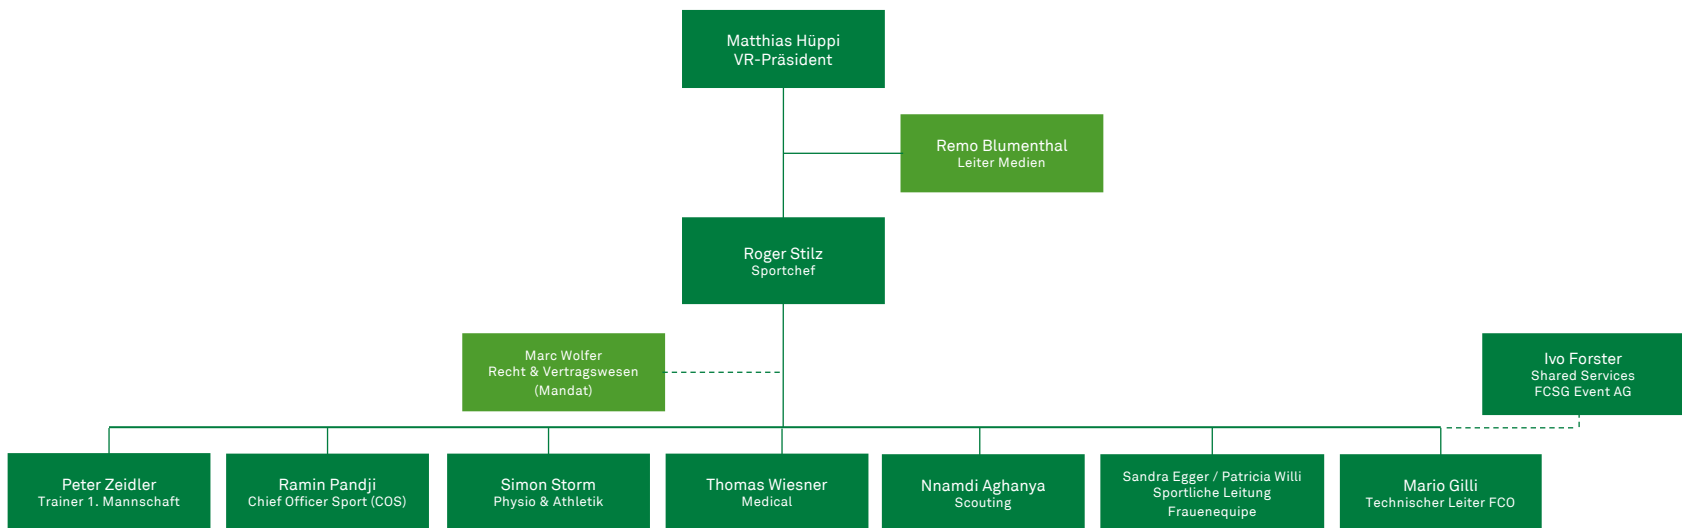 Matthias Hüppi
VR-Präsident
Remo Blumenthal
Leiter Medien
Roger Stilz
Sportchef
Marc Wolfer
Recht & Vertragswesen
(Mandat)
Ivo Forster
Shared Services
FCSG Event AG
Peter Zeidler
Trainer 1. Mannschaft
Ramin Pandji
Chief Officer Sport (COS)
Simon Storm
Physio & Athletik
Thomas Wiesner
Medical
Nnamdi Aghanya
Scouting
Sandra Egger / Patricia Willi
Sportliche Leitung
Frauenequipe
Mario Gilli
Technischer Leiter FCO